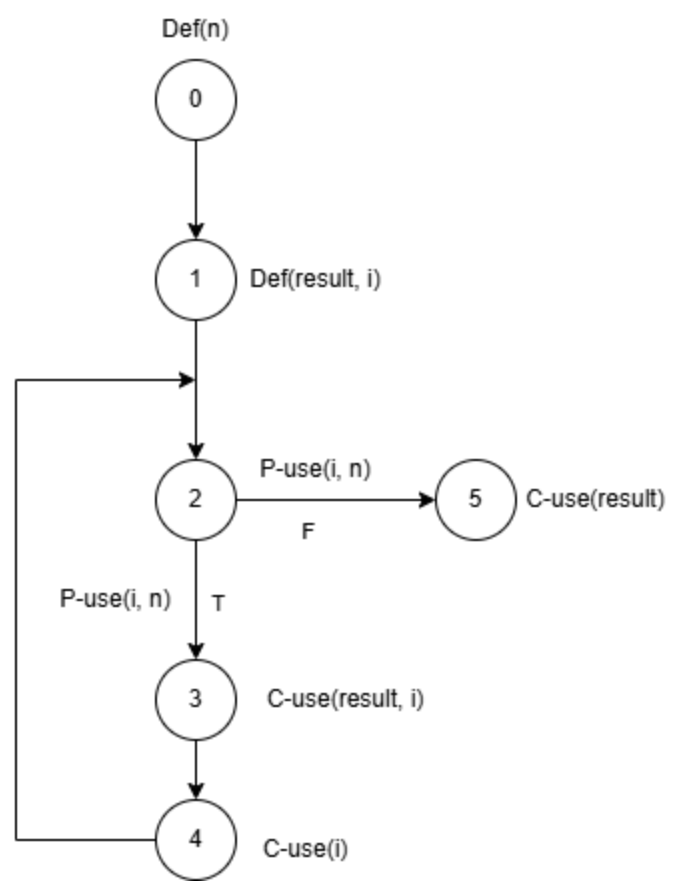 Def(n)
0
1
Def(result, i)
P-use(i, n)
2
5
C-use(result)
F
P-use(i, n)
T
3
C-use(result, i)
4
C-use(i)